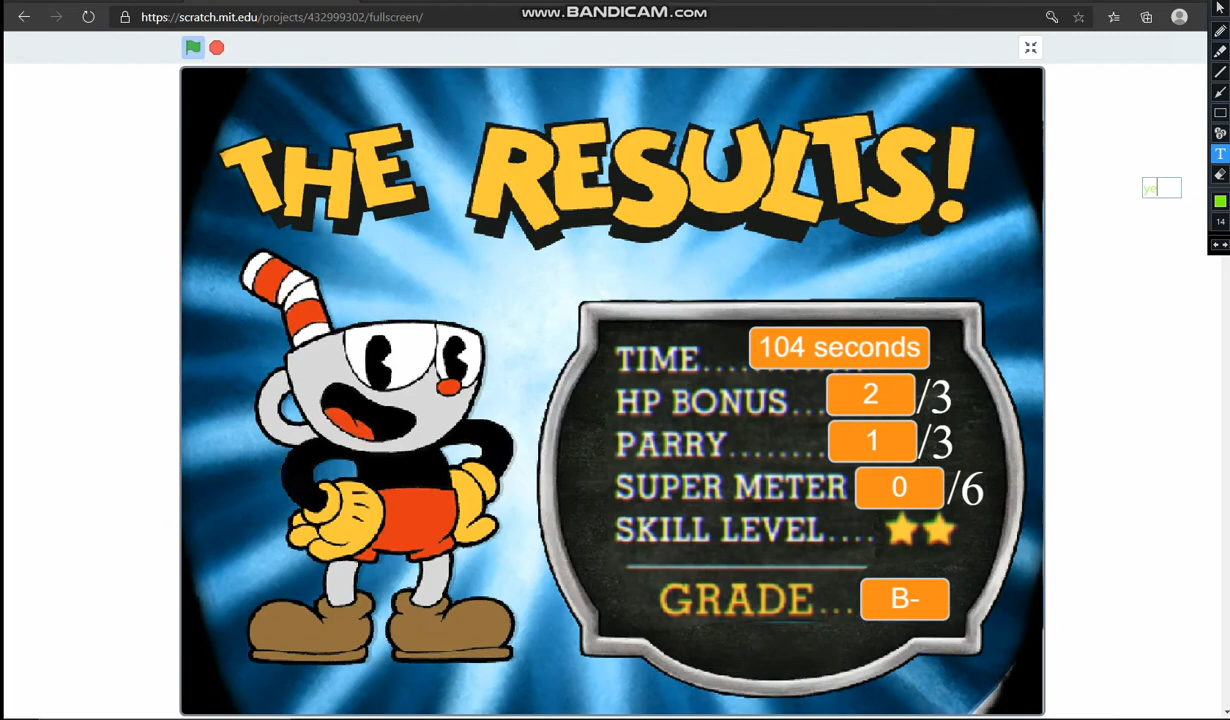 www.BANDICAM.com
https://scratch.mit.edu/projects/432999302/fullscreen/
THE RESULTS!
ye
T
14
TIME............. 104 seconds
HP BONUS... 2 /3
PARRY........ 1 /3
SUPER METER 0 /6
SKILL LEVEL....
GRADE... B-